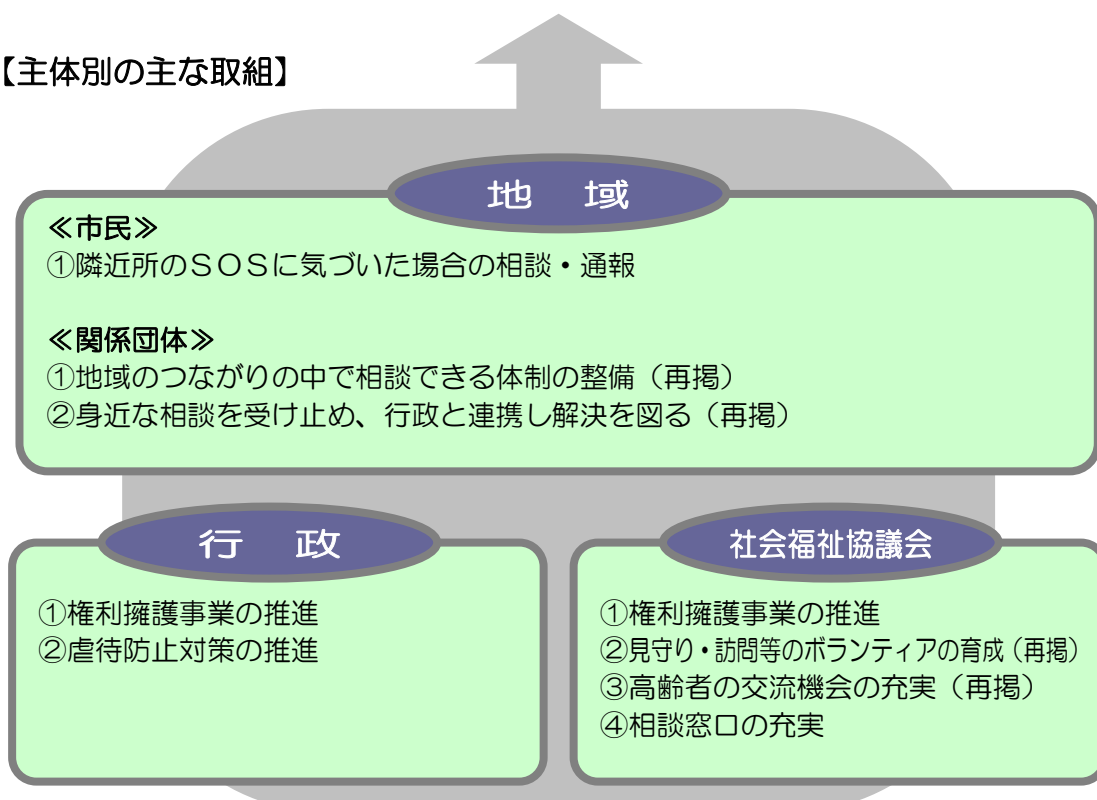 【主体別の主な取組】
地　域
≪市民≫
①隣近所のＳＯＳに気づいた場合の相談・通報
≪関係団体≫
①地域のつながりの中で相談できる体制の整備（再掲）
②身近な相談を受け止め、行政と連携し解決を図る（再掲）
行　政
①権利擁護事業の推進
②虐待防止対策の推進
社会福祉協議会
①権利擁護事業の推進
②見守り・訪問等のボランティアの育成（再掲）
③高齢者の交流機会の充実（再掲）
④相談窓口の充実